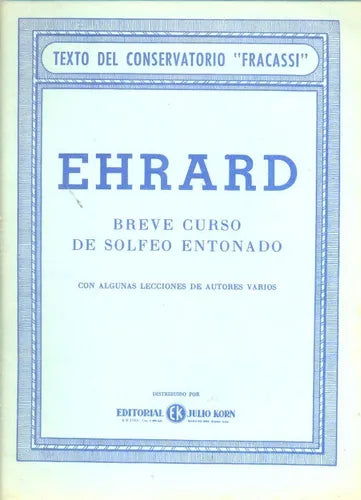 TEXTO DEL CONSERVATORIO "FRACASSI"
EHRARD
BREVE CURSO
DE SOLFEO ENTONADO
CON ALGUNAS LECCIONES DE AUTORES VARIOS
DISTRIBUIDO POR
EDITORIAL EK JULIO KORN